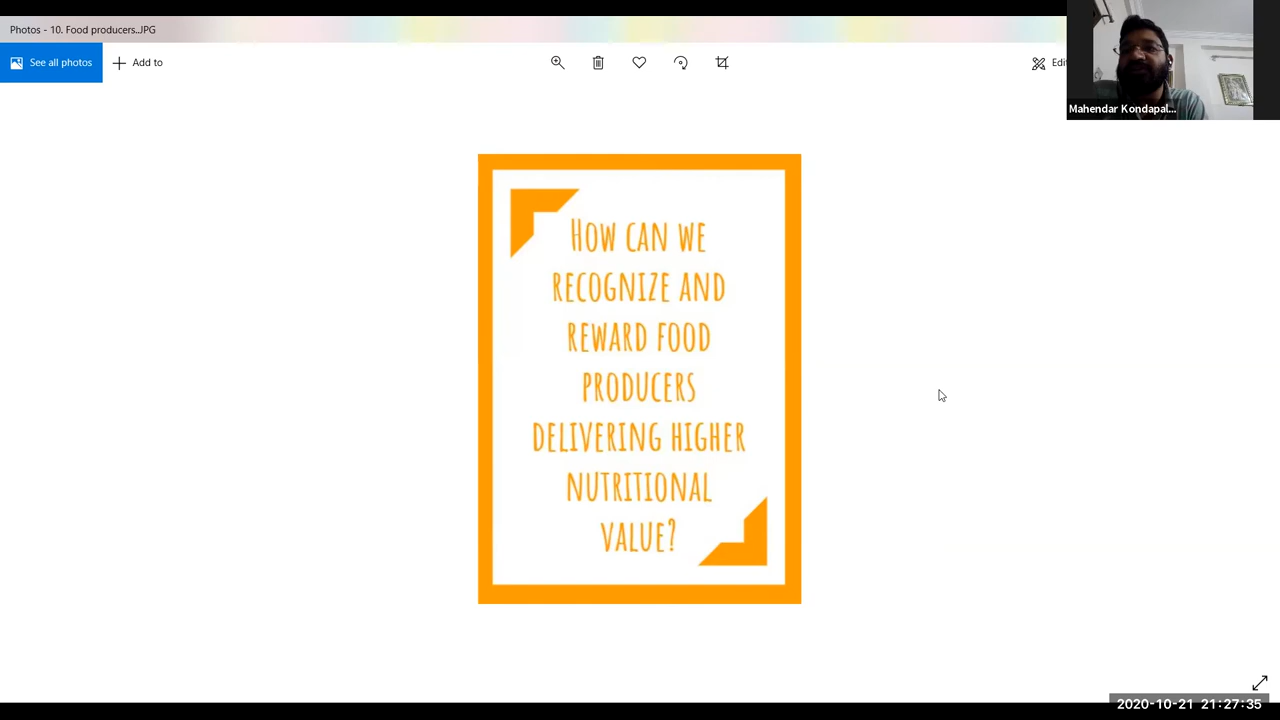 Photos - 10. Food producers..JPG
See all photos
Add to
Mahendar Kondapal...
HOW CAN WE
RECOGNIZE AND
REWARD FOOD
PRODUCERS
DELIVERING HIGHER
NUTRITIONAL
VALUE?
2020-10-21 21:27:35